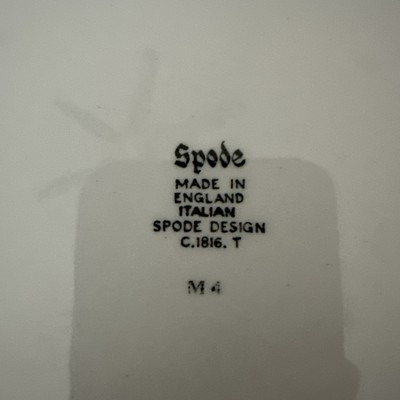 Spode
MADE IN
ENGLAND
ITALIAN
SPODE DESIGN
C.1816. T
M 4